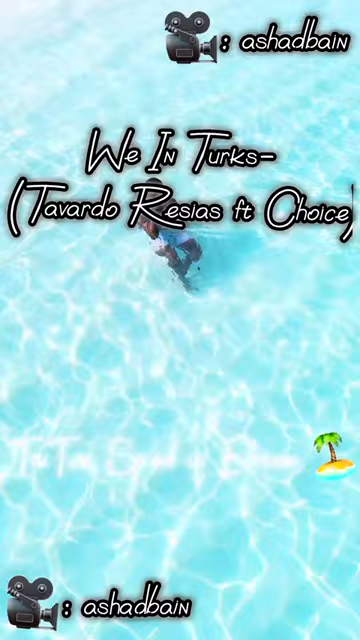 : ashadbain
We In Turks-
(Tavardo Resias ft Choice)
: ashadbain